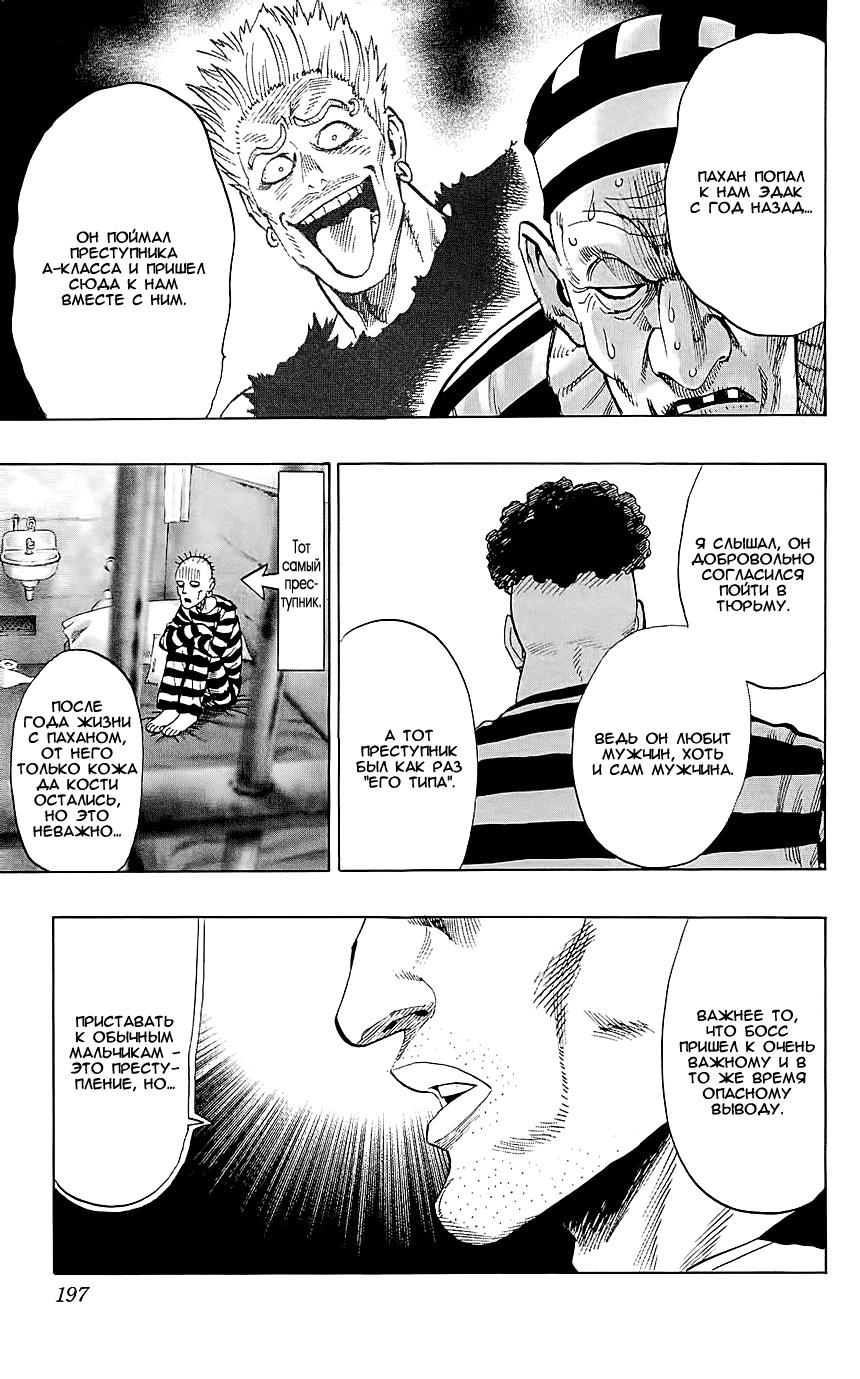 ПАХАН ПОПАЛ
К НАМ ЭДАК
С ГОД НАЗАД...
ОН ПОЙМАЛ
ПРЕСТУПНИКА
А-КЛАССА И ПРИШЕЛ
СЮДА К НАМ
ВМЕСТЕ С НИМ.
Я СЛЫШАЛ, ОН
ДОБРОВОЛЬНО
СОГЛАСИЛСЯ
ПОЙТИ В
ТЮРЬМУ.
ВЕДЬ ОН ЛЮБИТ
МУЖЧИН, ХОТЬ
И САМ МУЖЧИНА.
А ТОТ
ПРЕСТУПНИК
БЫЛ КАК РАЗ
"ЕГО ТИПА".
Тот
самый
прес-
тупник.
ПОСЛЕ
ГОДА ЖИЗНИ
С ПАХАНОМ,
ОТ НЕГО
ТОЛЬКО КОЖА
ДА КОСТИ
ОСТАЛИСЬ,
НО ЭТО
НЕВАЖНО...
ВАЖНЕЕ ТО,
ЧТО БОСС
ПРИШЕЛ К ОЧЕНЬ
ВАЖНОМУ И В
ТО ЖЕ ВРЕМЯ
ОПАСНОМУ
ВЫВОДУ.
ПРИСТАВАТЬ
К ОБЫЧНЫМ
МАЛЬЧИКАМ -
ЭТО ПРЕСТУ-
ПЛЕНИЕ, НО...
197